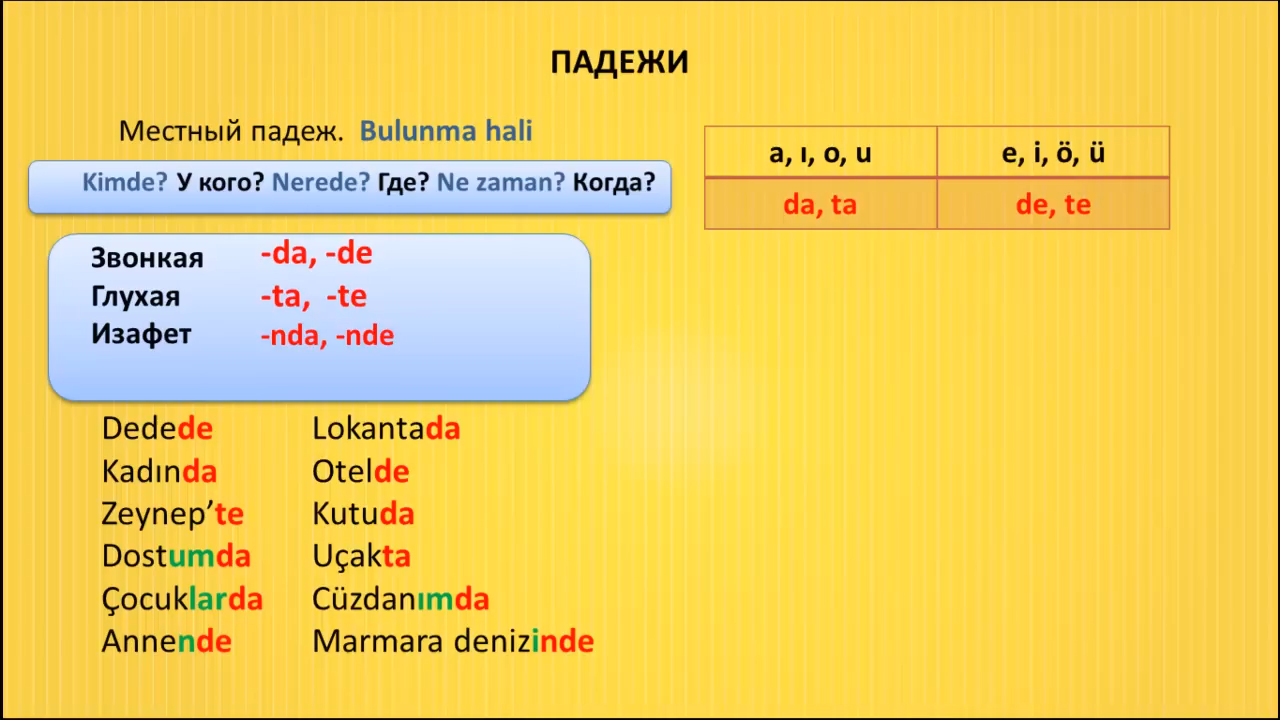 ПАДЕЖИ
Местный падеж. Bulunma hali
Kimde? У кого? Nerede? Где? Ne zaman? Когда?
a, ı, o, u e, i, ö, ü
da, ta de, te
Звонкая -da, -de
Глухая -ta, -te
Изафет -nda, -nde
Dedede Lokantada
Kadında Otelde
Zeynep’te Kutuda
Dostumda Uçakta
Çocuklarda Cüzdanımda
Annende Marmara denizinde